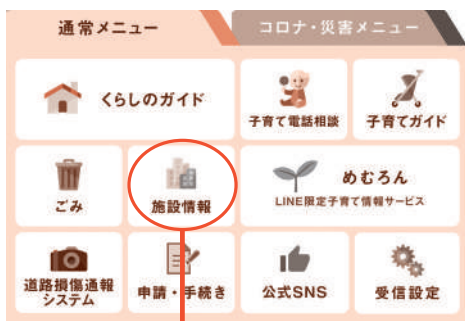 通常メニュー
コロナ・災害メニュー
くらしのガイド
子育て電話相談
子育てガイド
ごみ
施設情報
めむろん
LINE限定子育て情報サービス
道路損傷通報
システム
申請・手続き
公式SNS
受信設定